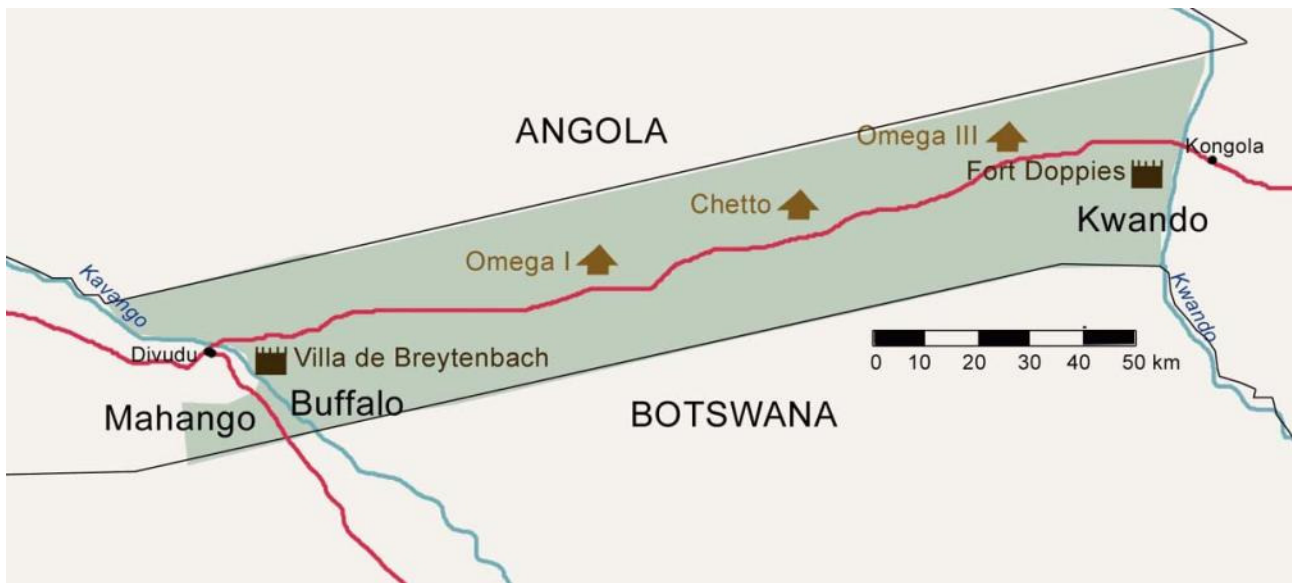 ANGOLA
Omega III
Kongola
Fort Doppies
Chetto
Kwando
Omega I
Kavango
Kwando
Divudu
Villa de Breytenbach
0 10 20 30 40 50 km
Buffalo
Mahango
BOTSWANA